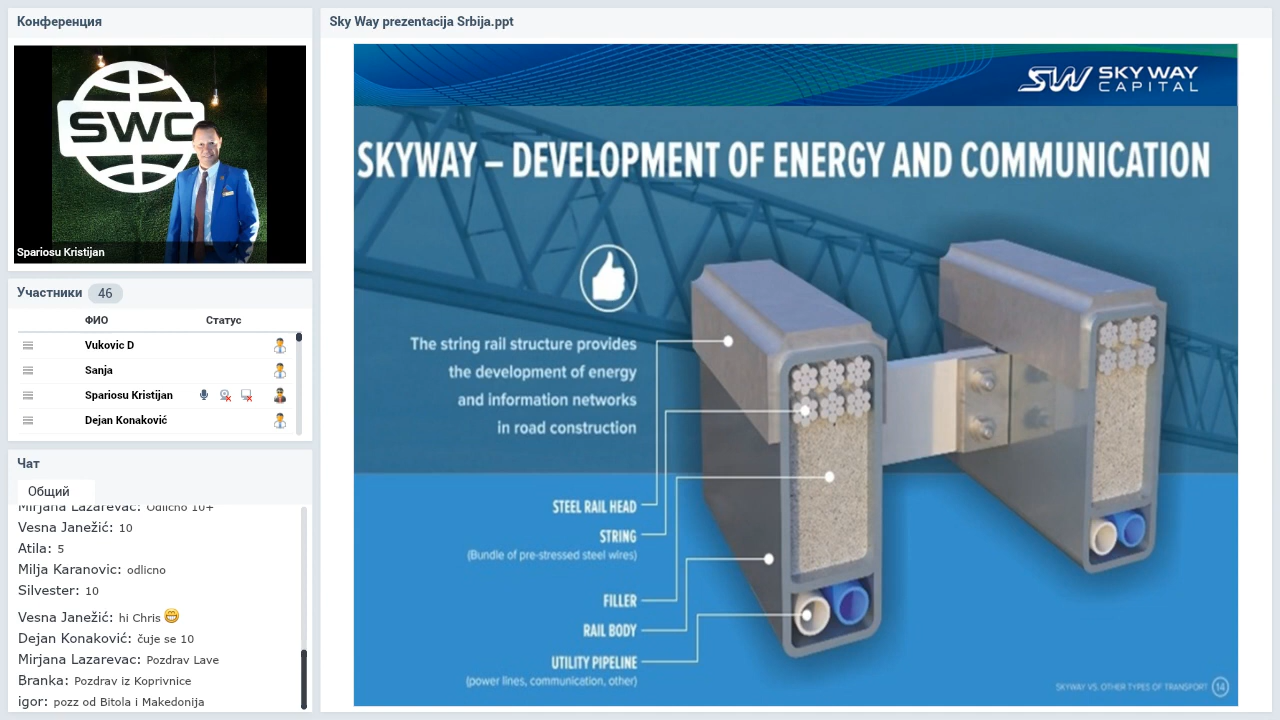 Конференция
SWC
Spariosu Kristijan
Участники 46
ФИО Статус
Vukovic D
Sanja
Spariosu Kristijan
Dejan Konaković
Чат
Общий
Mirjana Lazarevac: Odlicno 10+
Vesna Janežić: 10
Atila: 5
Milja Karanovic: odlicno
Silvester: 10
Vesna Janežić: hi Chris
Dejan Konaković: čuje se 10
Mirjana Lazarevac: Pozdrav Lave
Branka: Pozdrav iz Koprivnice
igor: pozz od Bitola i Makedonija
Sky Way prezentacija Srbija.ppt
SW SKY WAY
CAPITAL
SKYWAY – DEVELOPMENT OF ENERGY AND COMMUNICATION
The string rail structure provides
the development of energy
and information networks
in road construction
STEEL RAIL HEAD
STRING
(Bundle of pre-stressed steel wires)
FILLER
RAIL BODY
UTILITY PIPELINE
(power lines, communication, other)
SKYWAY VS. OTHER TYPES OF TRANSPORT 14